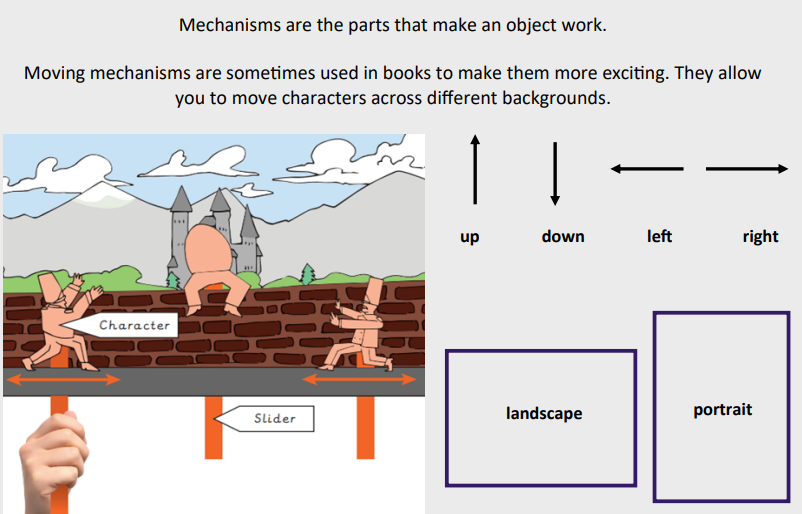 Mechanisms are the parts that make an object work.
Moving mechanisms are sometimes used in books to make them more exciting. They allow
you to move characters across different backgrounds.
up down left right
Character
Slider
landscape
portrait